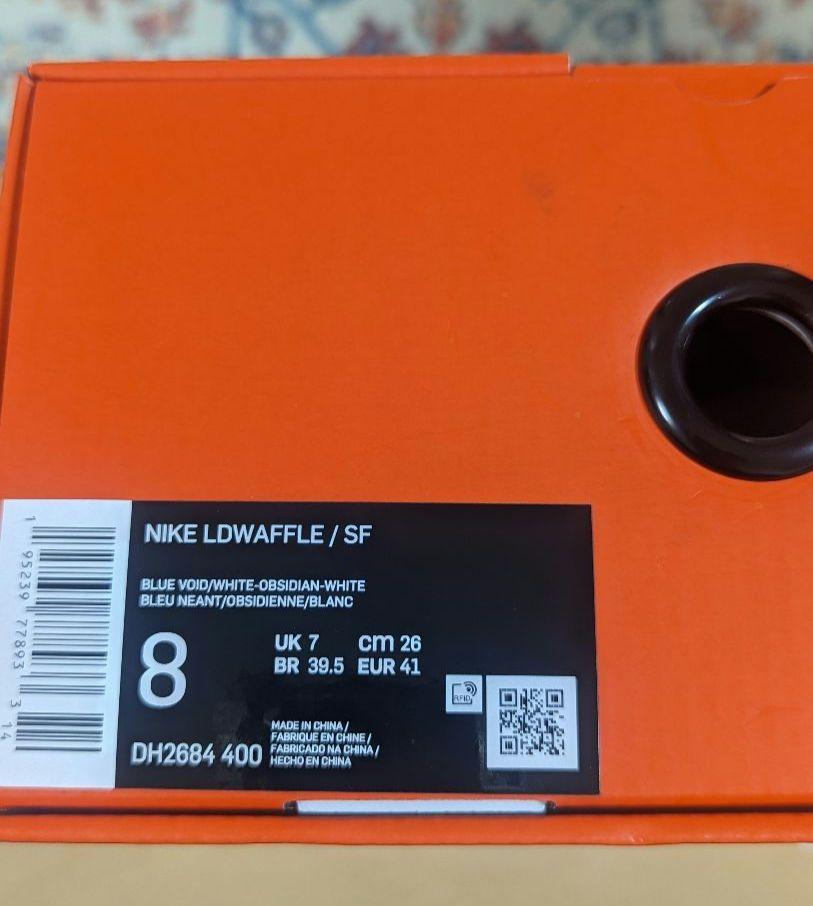 NIKE LDWAFFLE / SF
BLUE VOID/WHITE-OBSIDIAN-WHITE
BLEU NEANT/OBSIDIENNE/BLANC
8
UK 7 cm 26
BR 39.5 EUR 41
RFID
MADE IN CHINA /
FABRIQUE EN CHINE /
FABRICADO NA CHINA /
HECHO EN CHINA
DH2684 400
1 95239 77893 3 14